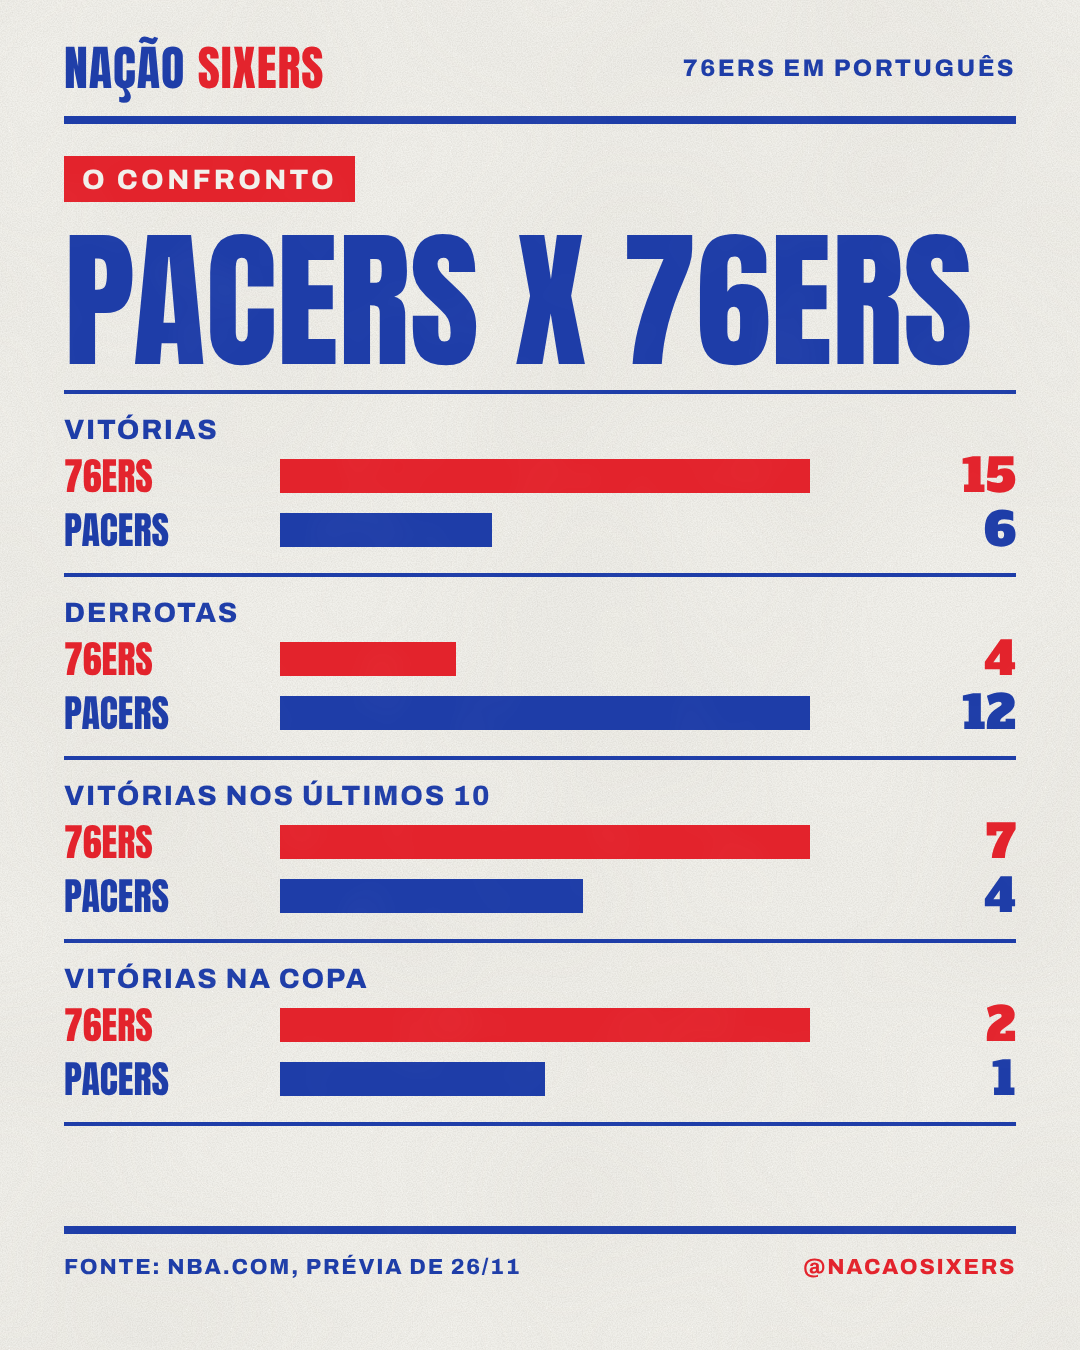 NAÇÃO SIXERS
76ERS EM PORTUGUÊS
O CONFRONTO
PACERS X 76ERS
VITÓRIAS
76ERS 15
PACERS 6
DERROTAS
76ERS 4
PACERS 12
VITÓRIAS NOS ÚLTIMOS 10
76ERS 7
PACERS 4
VITÓRIAS NA COPA
76ERS 2
PACERS 1
FONTE: NBA.COM, PRÉVIA DE 26/11
@NACAOSIXERS